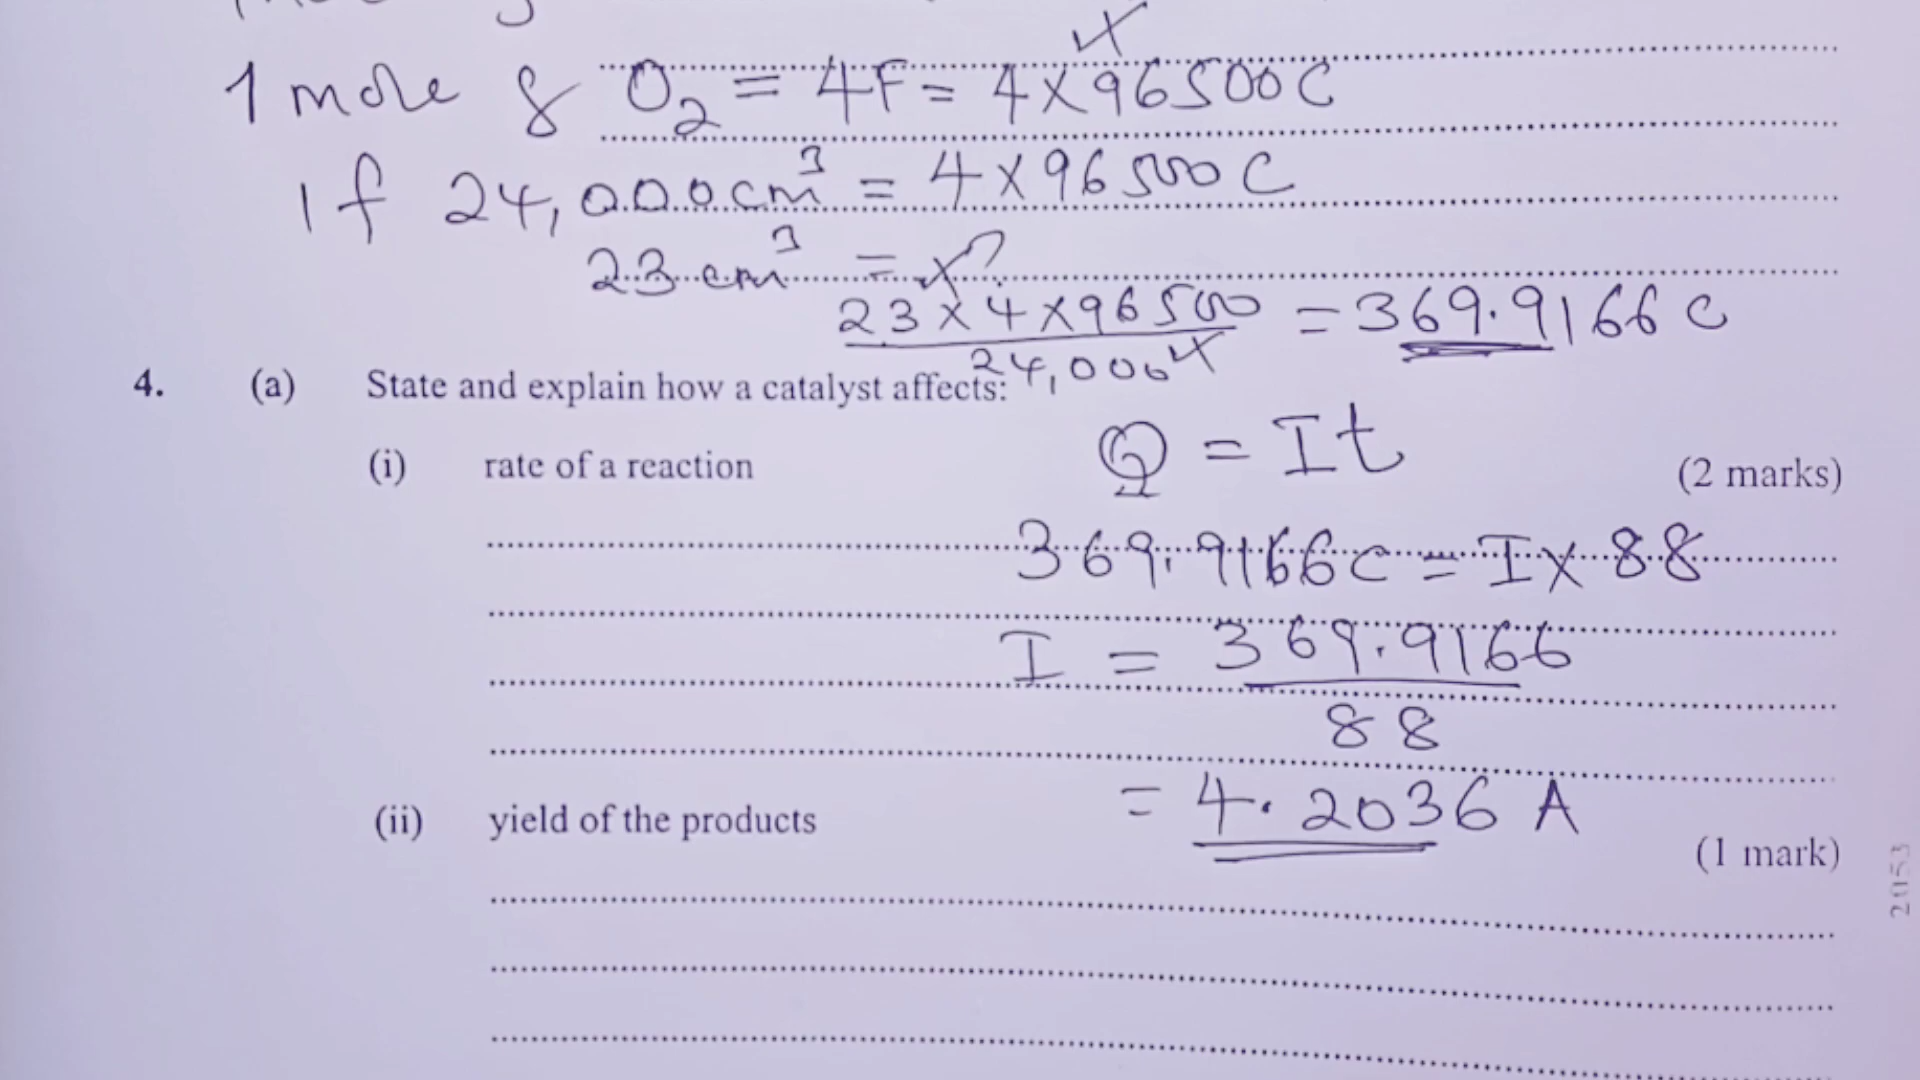 1 mole of O₂ = 4F = 4 X 96500C
If 24,000cm³ = 4 X 96500C
23 cm³ = x?
23 X 4 X 96500 = 369.9166 C
24,000
4. (a) State and explain how a catalyst affects:
Q = It
(i) rate of a reaction (2 marks)
369.9166C = I X 88
I = 369.9166
88
= 4.2036 A
(ii) yield of the products (1 mark)
2053